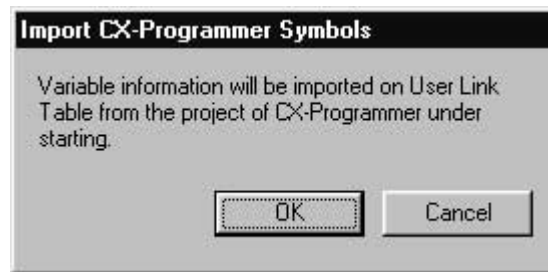 Import CX-Programmer Symbols
Variable information will be imported on User Link
Table from the project of CX-Programmer under
starting.
OK
Cancel